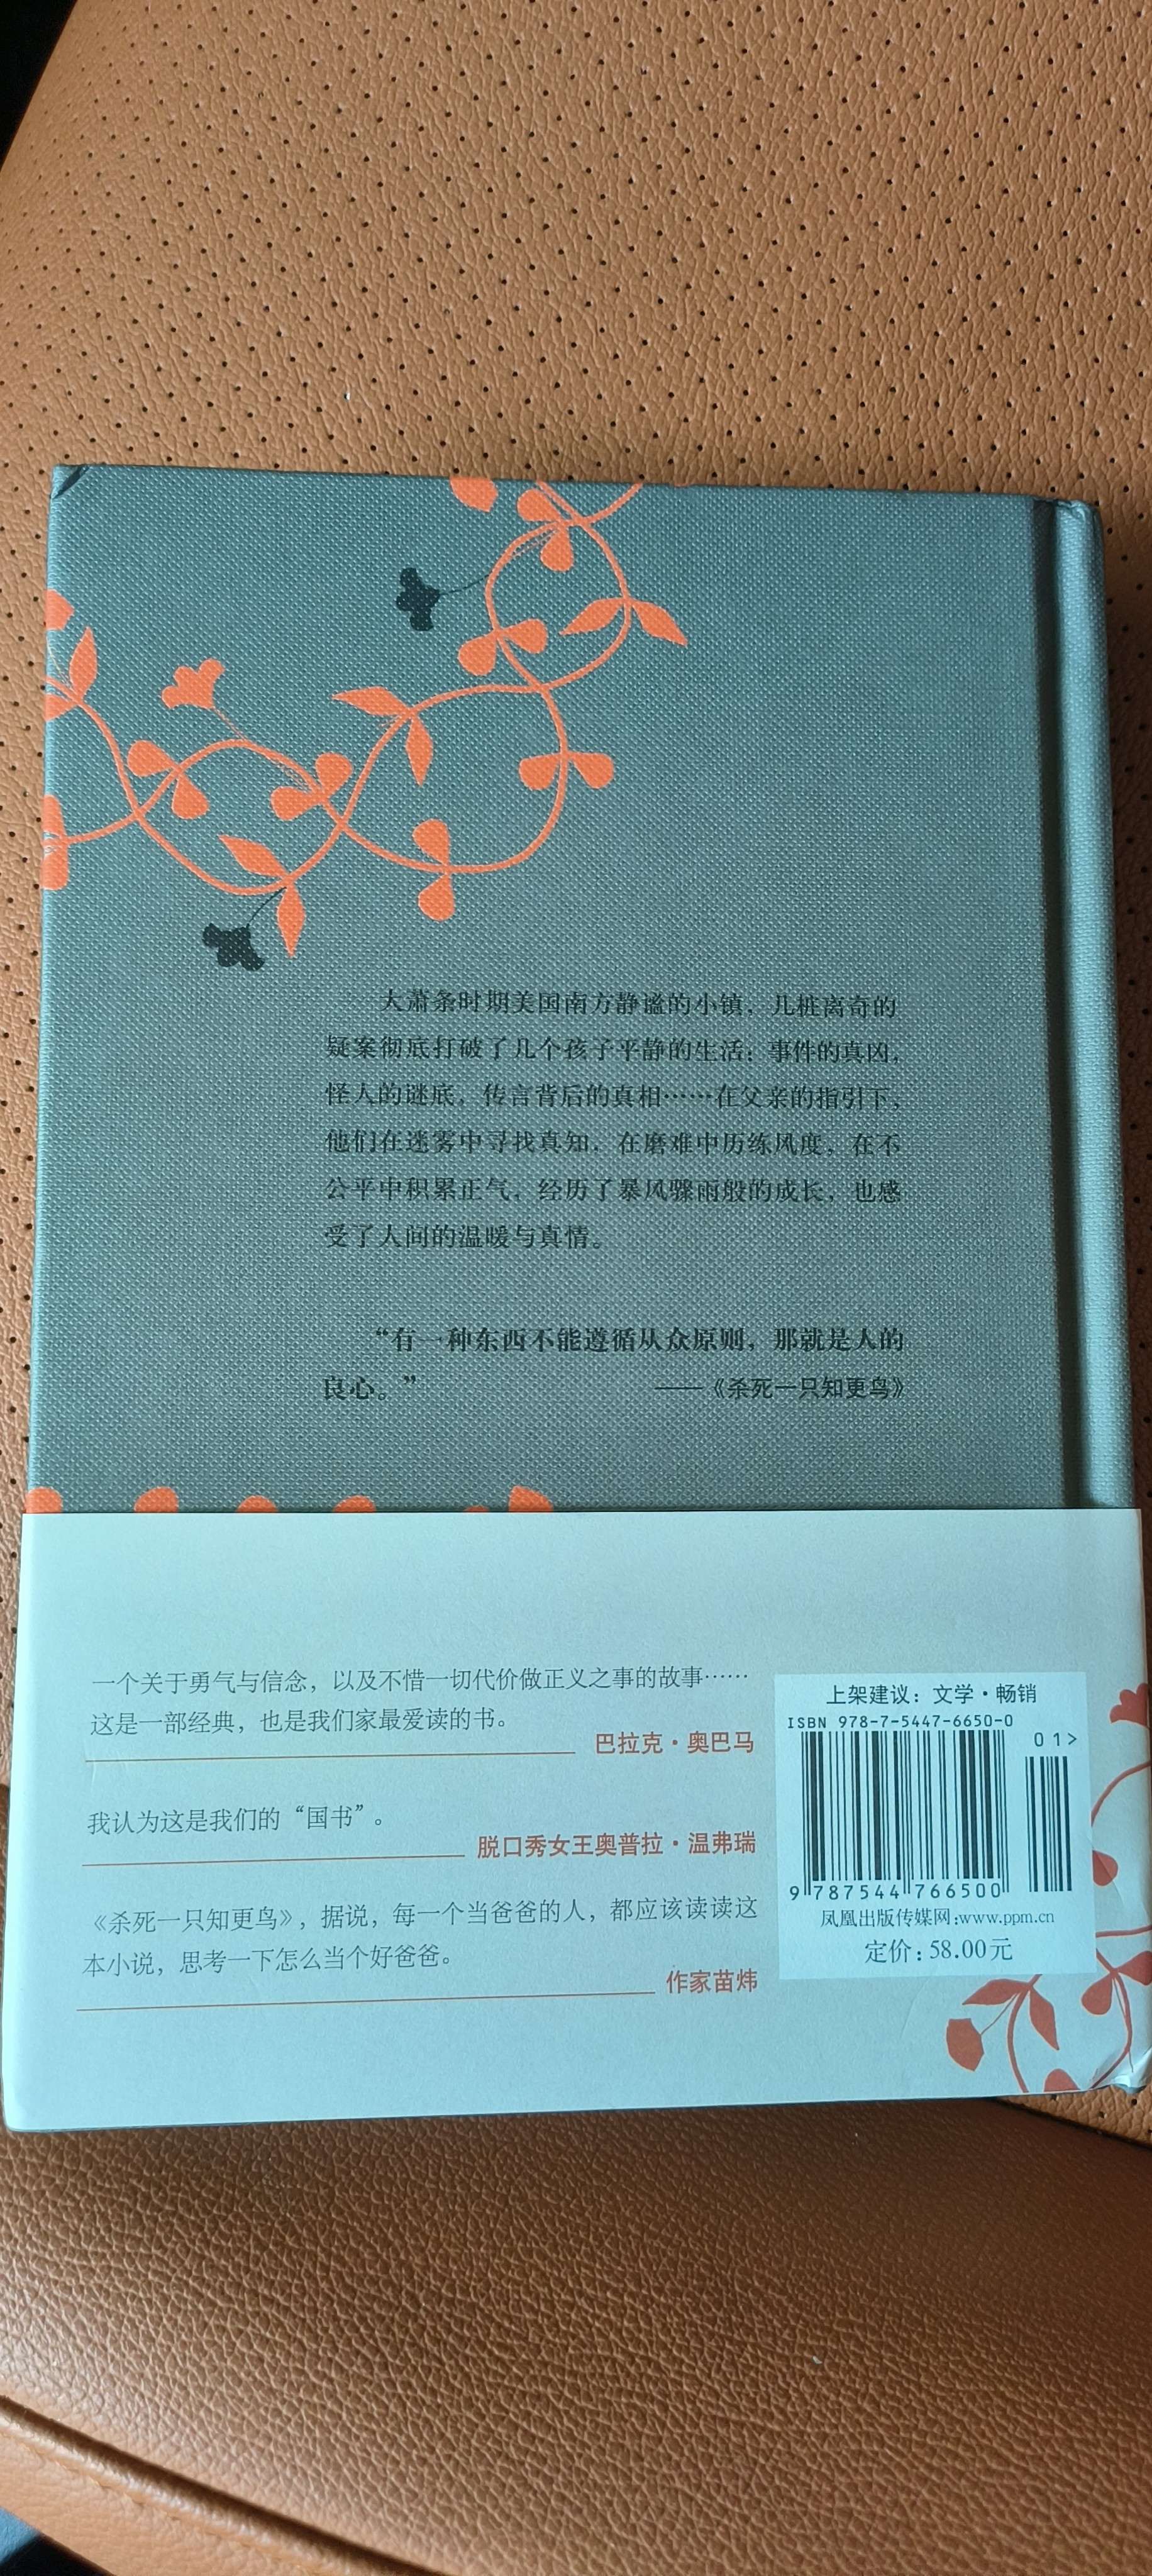 大萧条时期美国南方静谧的小镇，几桩离奇的
疑案彻底打破了几个孩子平静的生活；事件的真凶，
怪人的谜底，传言背后的真相……在父亲的指引下，
他们在迷雾中寻找真知，在磨难中历练风度，在不
公平中积累正气，经历了暴风骤雨般的成长，也感
受了人间的温暖与真情。
“有一种东西不能遵循从众原则，那就是人的
良心。” ——《杀死一只知更鸟》
一个关于勇气与信念，以及不惜一切代价做正义之事的故事……
这是一部经典，也是我们家最爱读的书。
巴拉克·奥巴马
我认为这是我们的“国书”。
脱口秀女王奥普拉·温弗瑞
《杀死一只知更鸟》，据说，每一个当爸爸的人，都应该读读这
本小说，思考一下怎么当个好爸爸。
作家苗炜
上架建议：文学·畅销
ISBN 978-7-5447-6650-0
01>
9 787544 766500
凤凰出版传媒网:www.ppm.cn
定价：58.00元